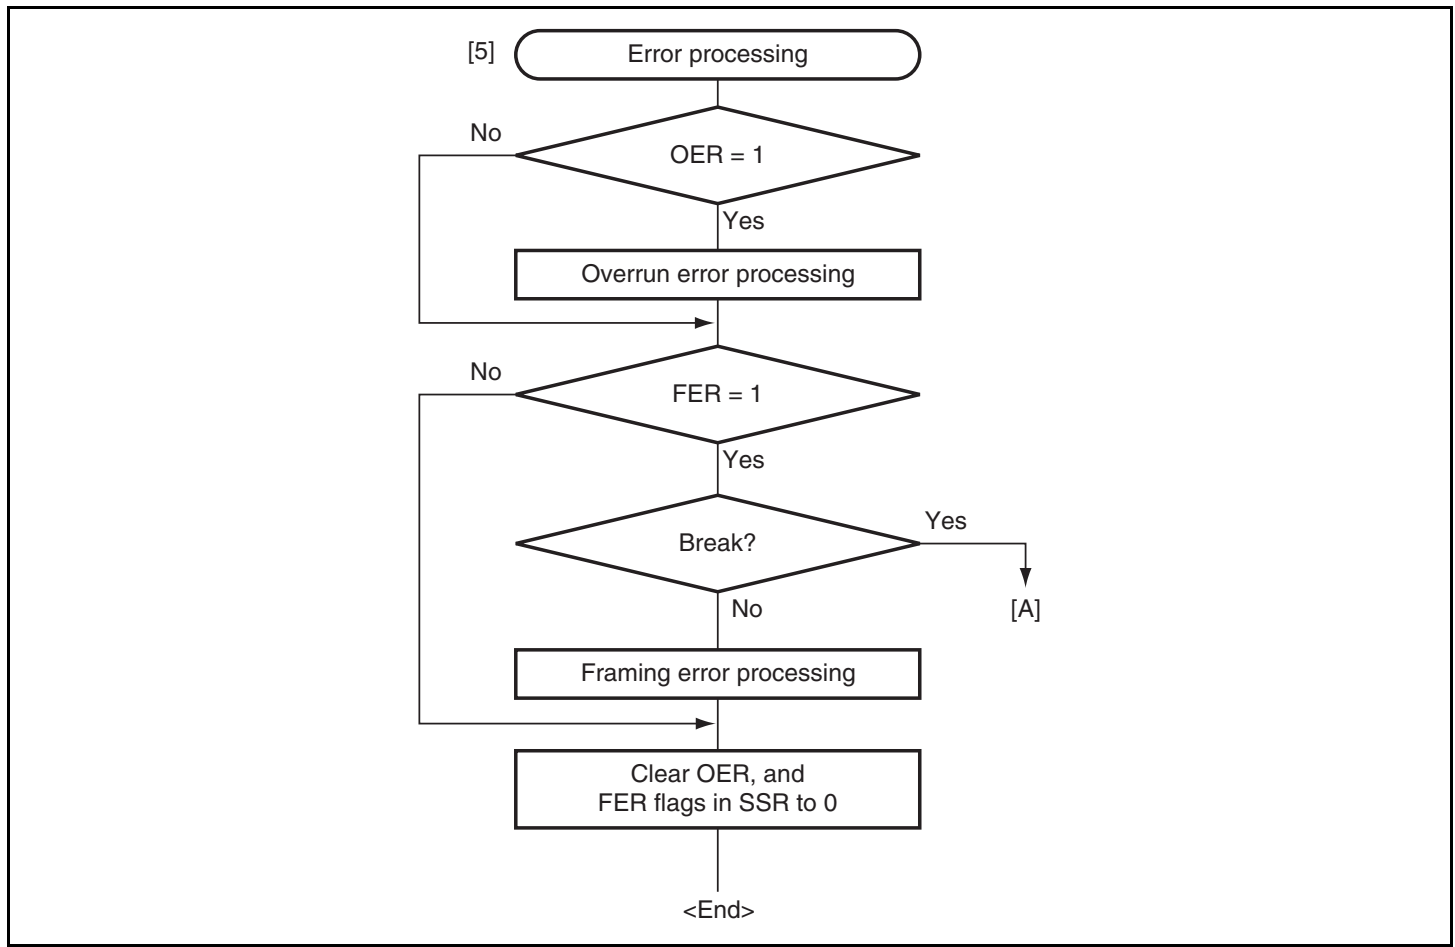 [5]
Error processing
No
OER = 1
Yes
Overrun error processing
No
FER = 1
Yes
Break?
Yes
No
[A]
Framing error processing
Clear OER, and
FER flags in SSR to 0
<End>